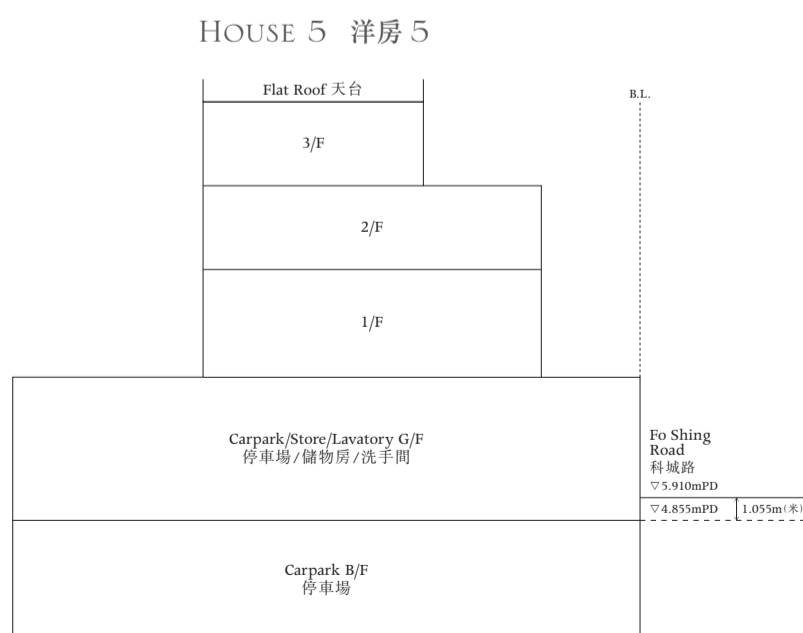 HOUSE 5 洋房 5
Flat Roof 天台
B.L.
3/F
2/F
1/F
Carpark/Store/Lavatory G/F
停車場/儲物房/洗手間
Fo Shing
Road
科城路
▽5.910mPD
▽4.855mPD
1.055m(米)
Carpark B/F
停車場